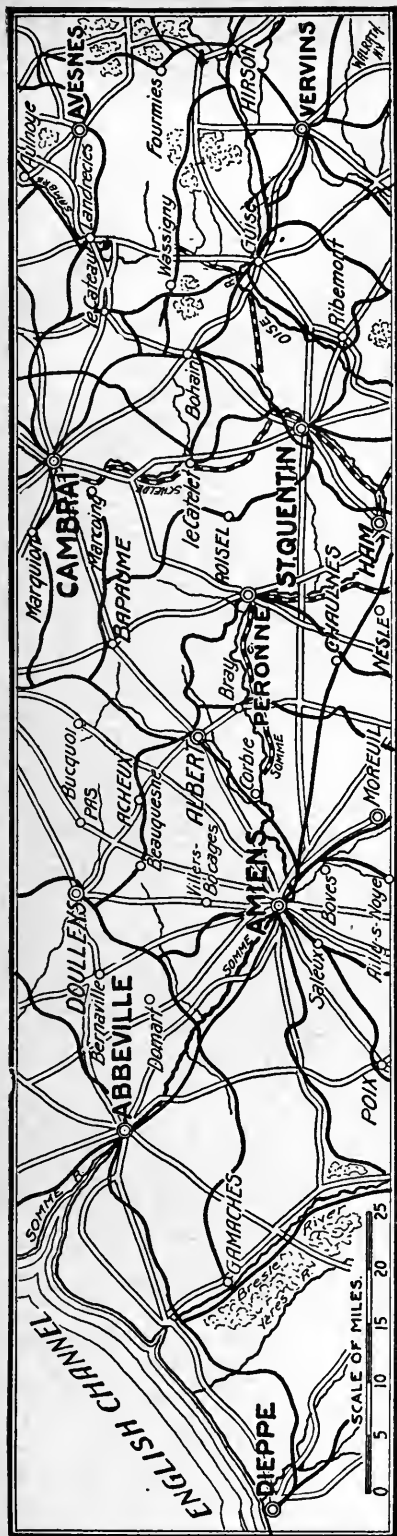 ENGLISH CHANNEL
DIEPPE
SCALE OF MILES.
0 5 10 15 20 25
GAMACHES
Bresle
Yeres R.
SOMME R.
ABBEVILLE
Domart
Bernaville
DOULLENS
POIX
Saleux
SOMME
AMIENS
Boves
Ailly-s-Noye
MOREUIL
Villers-Bocages
Beauquesne
ACHEUX
PAS
Bucquoi
ALBERT
Corbie
SOMME
Bray
PERONNE
BAPAUME
CHAULNES
NESLE
HAM
ROISEL
Marquion
CAMBRAI
Marcoing
SCHELDE
le Catelet
ST.QUENTIN
Bohain
le Cateau
Landrecies
SAMBRE
Aulnoye
AVESNES
Wassigny
Fournmies
OISE R.
Guise
Ribemont
HIRSON
VERVINS